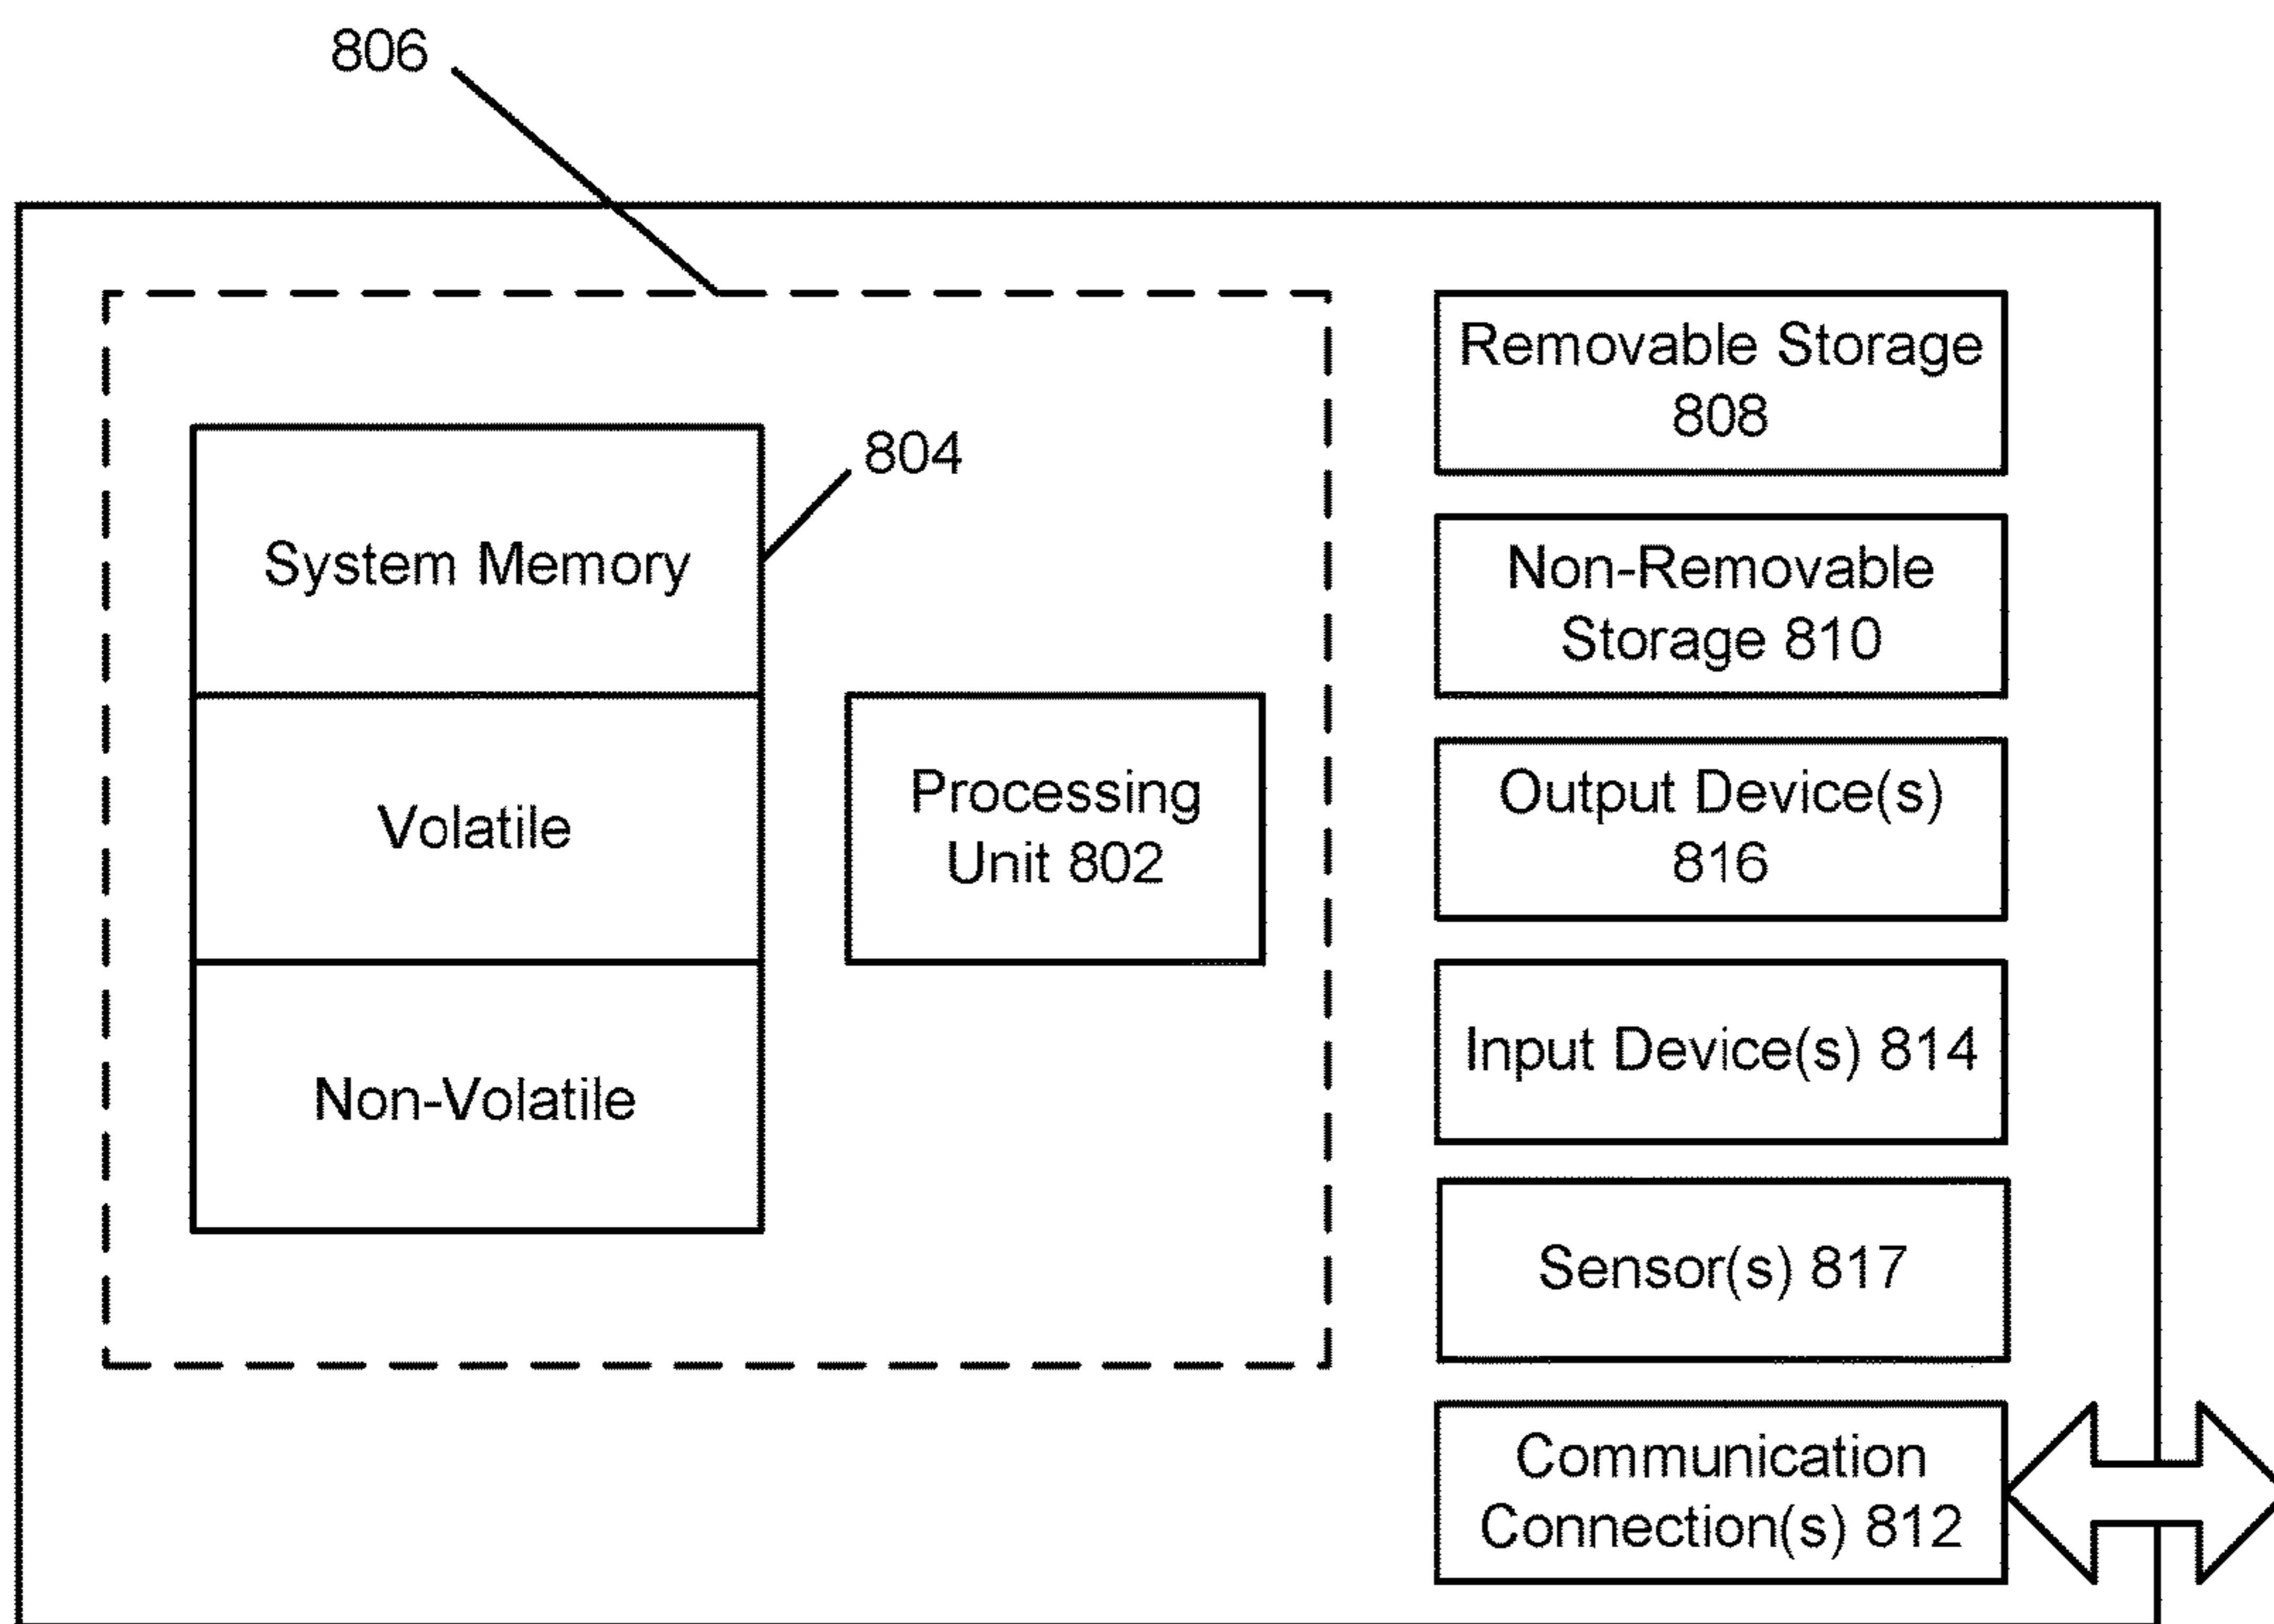 806
804
System Memory
Volatile
Non-Volatile
Processing
Unit 802
Removable Storage
808
Non-Removable
Storage 810
Output Device(s)
816
Input Device(s) 814
Sensor(s) 817
Communication
Connection(s) 812